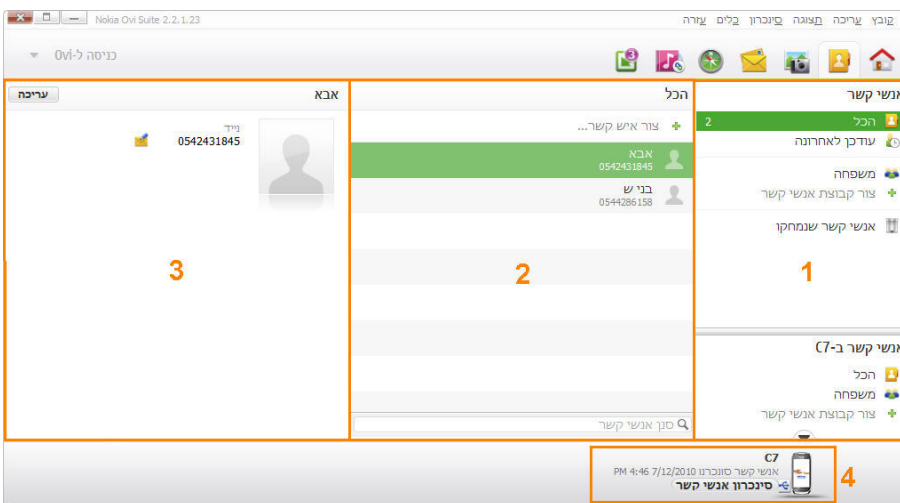 Nokia Ovi Suite 2.2.1.23
קובץ עריכה תצוגה סינכרון כלים עזרה
כניסה ל-Ovi
3
אנשי קשר
הכל 2
עודכן לאחרונה
משפחה
צור קבוצת אנשי קשר
אנשי קשר שנמחקו
1
אנשי קשר ב-C7
הכל
משפחה
צור קבוצת אנשי קשר
הכל
צור איש קשר...
אבא
0542431845
בני ש
0544286158
2
סנן אנשי קשר
אבא
עריכה
נייד
0542431845
3
C7
אנשי קשר סונכרנו 7/12/2010 4:46 PM
סינכרון אנשי קשר
4